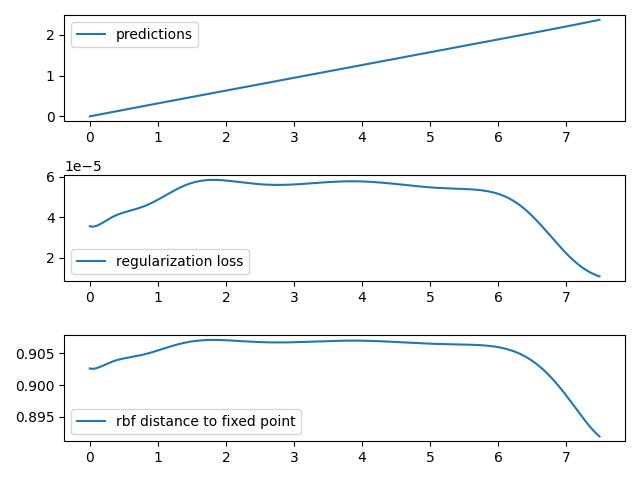 2
1
0
predictions
0 1 2 3 4 5 6 7
1e−5
6
4
2
regularization loss
0 1 2 3 4 5 6 7
0.905
0.900
0.895
rbf distance to fixed point
0 1 2 3 4 5 6 7